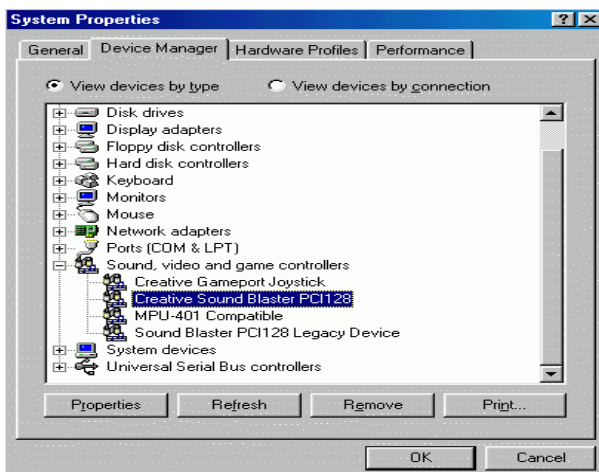 System Properties
General Device Manager Hardware Profiles Performance
View devices by type View devices by connection
Disk drives
Display adapters
Floppy disk controllers
Hard disk controllers
Keyboard
Monitors
Mouse
Network adapters
Ports (COM & LPT)
Sound, video and game controllers
Creative Gameport Joystick
Creative Sound Blaster PCI128
MPU-401 Compatible
Sound Blaster PCI128 Legacy Device
System devices
Universal Serial Bus controllers
Properties Refresh Remove Print...
OK Cancel